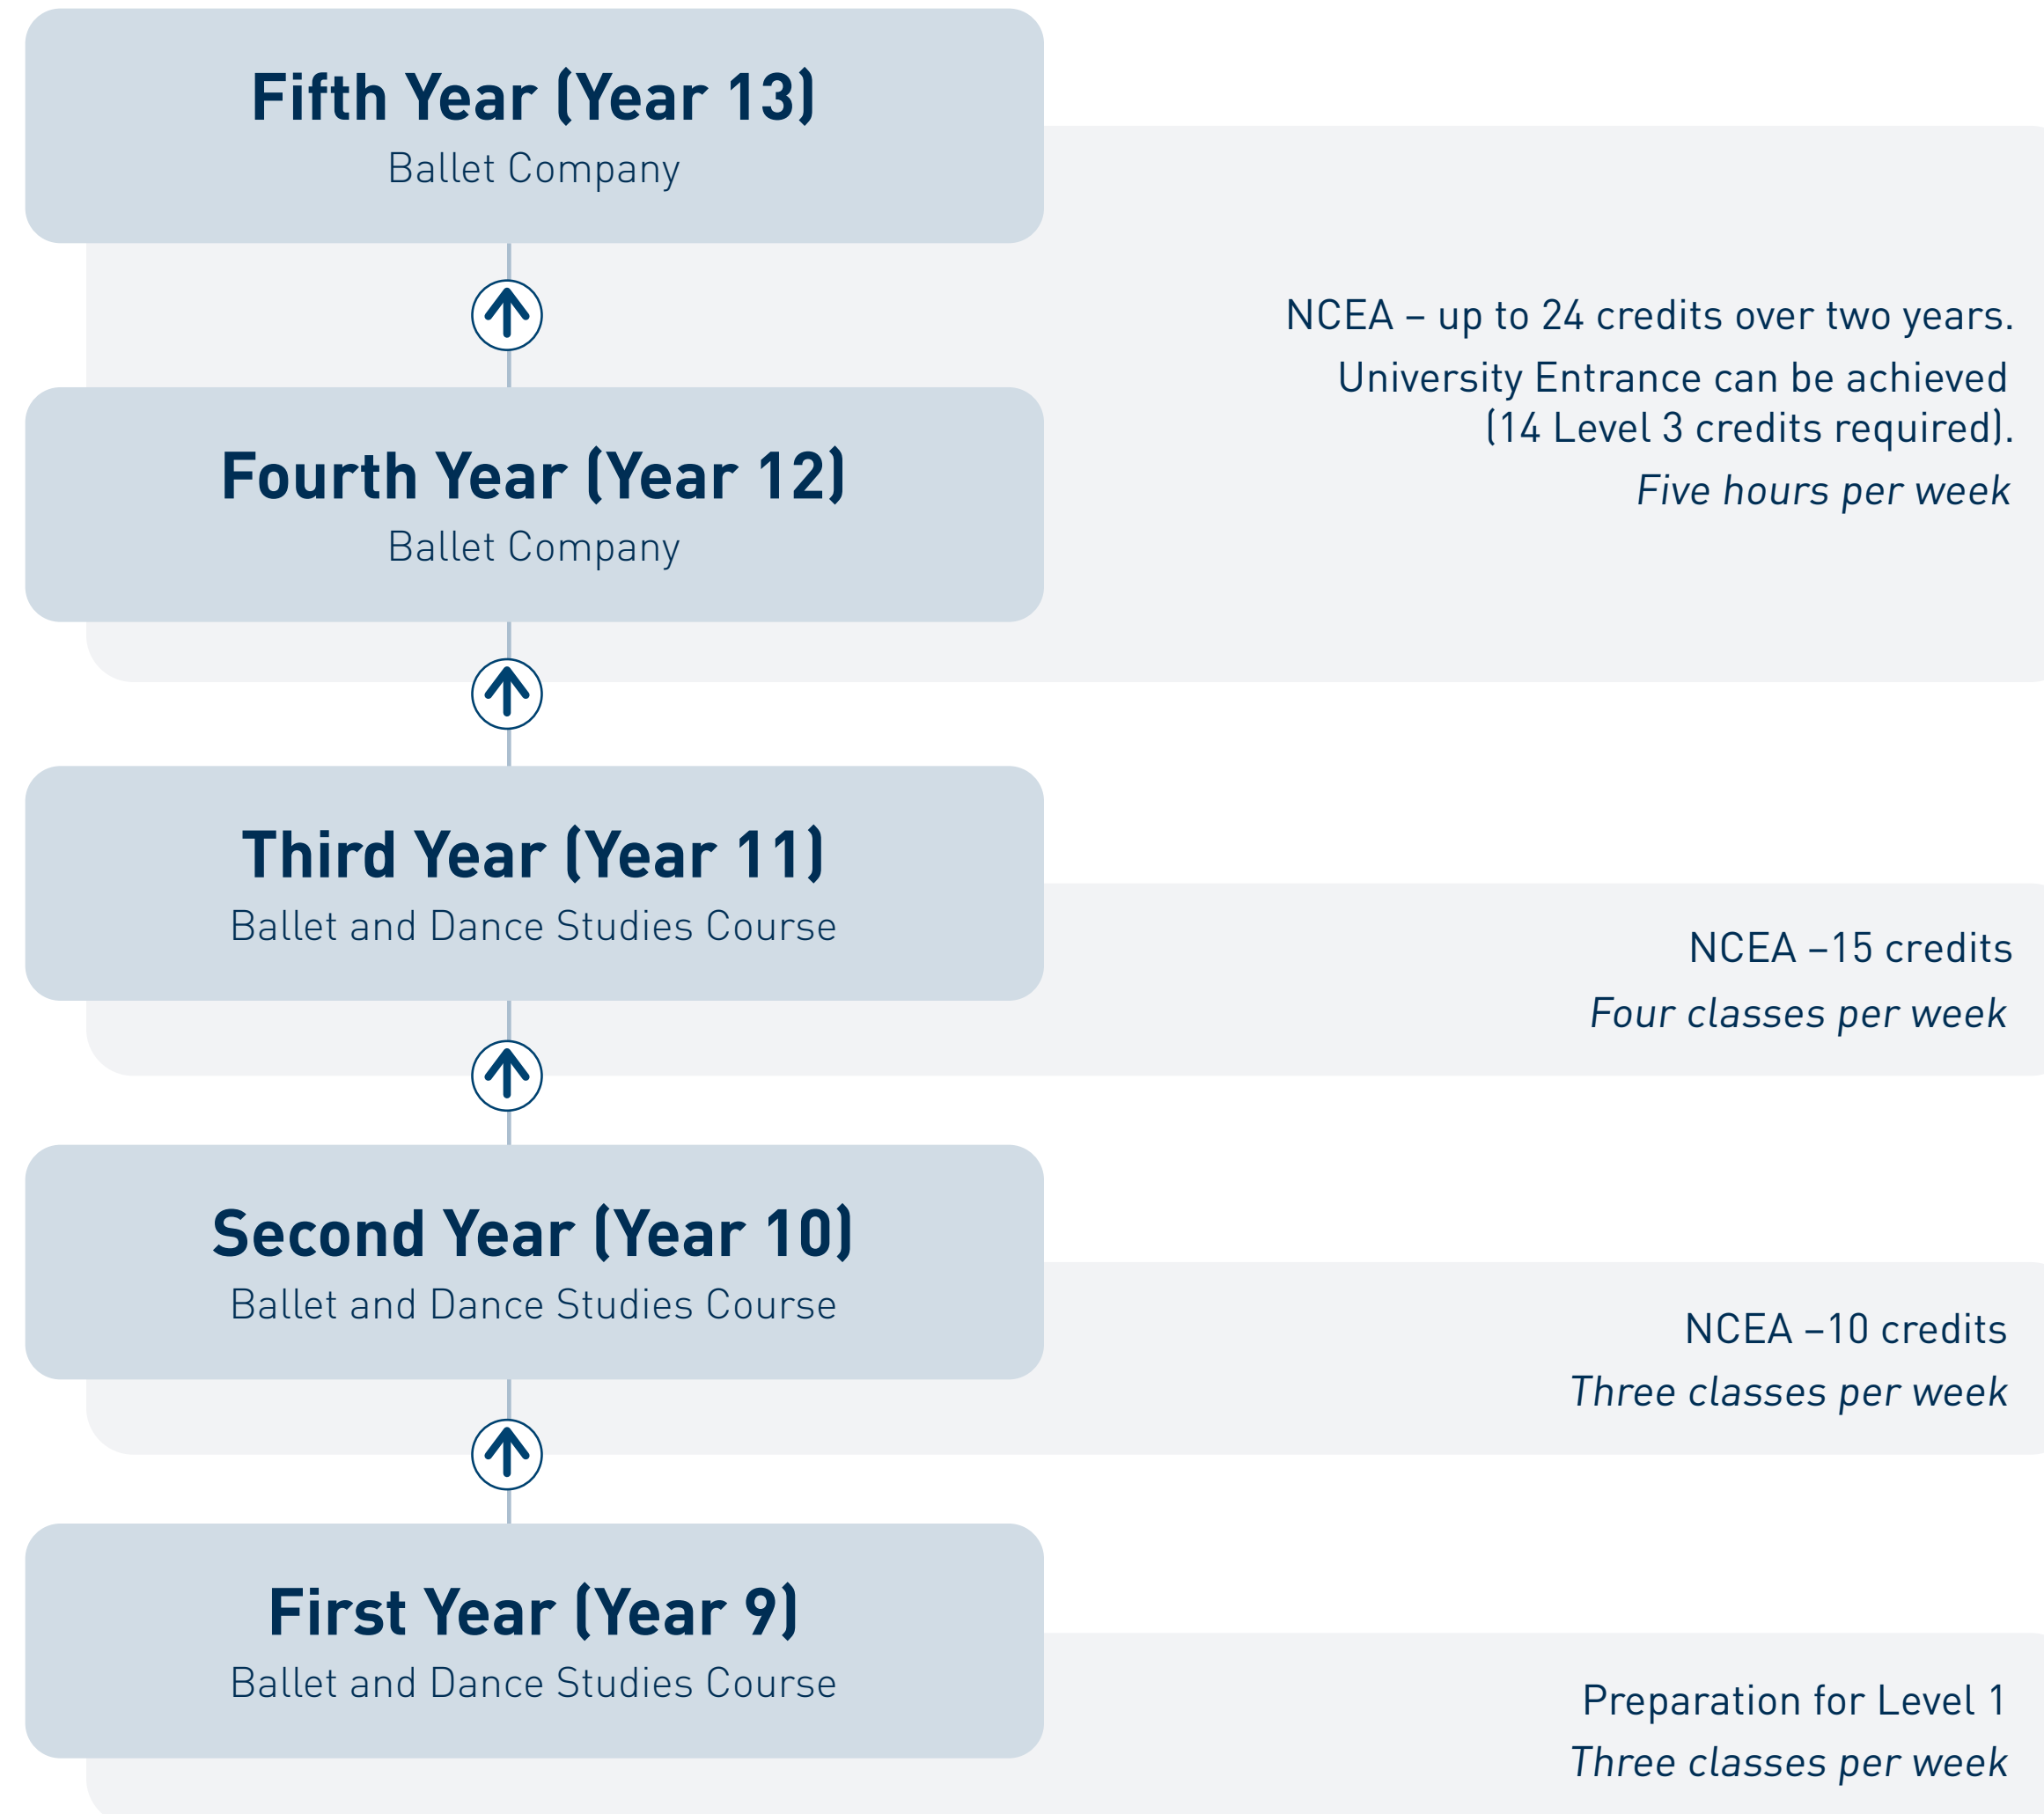 Fifth Year (Year 13)
Ballet Company
NCEA – up to 24 credits over two years.
University Entrance can be achieved
(14 Level 3 credits required).
Five hours per week
Fourth Year (Year 12)
Ballet Company
Third Year (Year 11)
Ballet and Dance Studies Course
NCEA –15 credits
Four classes per week
Second Year (Year 10)
Ballet and Dance Studies Course
NCEA –10 credits
Three classes per week
First Year (Year 9)
Ballet and Dance Studies Course
Preparation for Level 1
Three classes per week